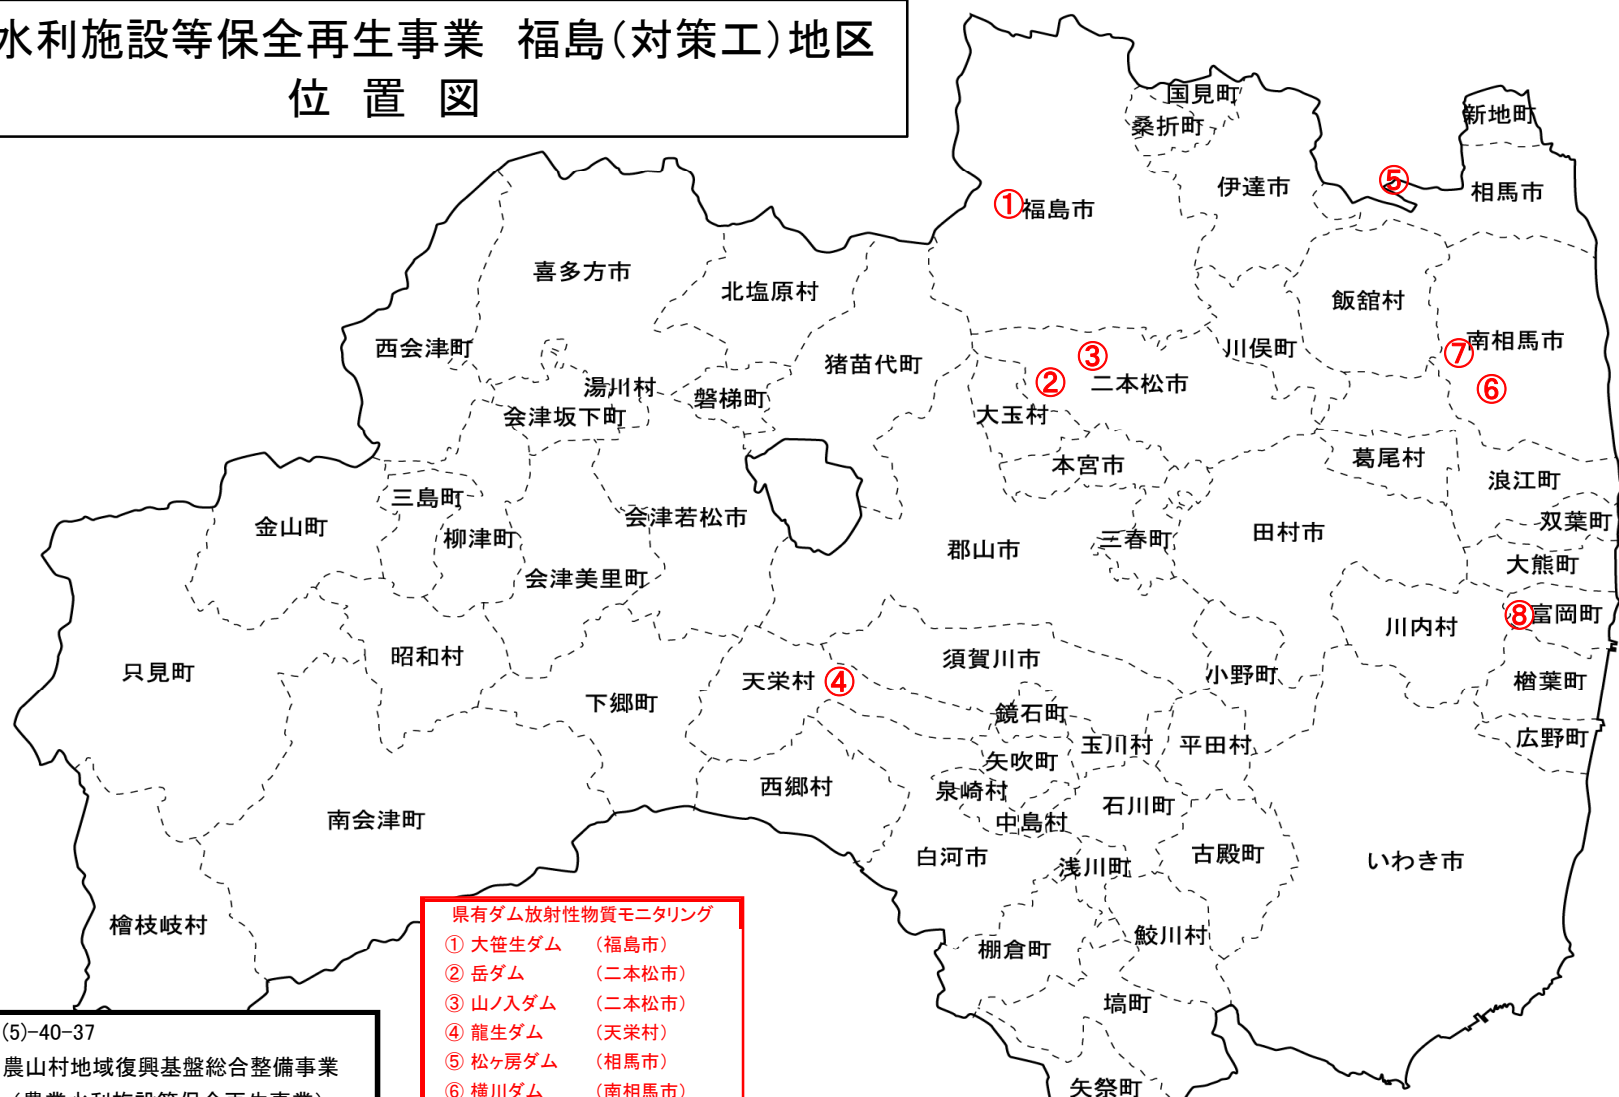 水利施設等保全再生事業 福島(対策工)地区
位 置 図
国見町
桑折町
新地町
伊達市
⑤
相馬市
① 福島市
喜多方市
北塩原村
飯舘村
西会津町
猪苗代町
川俣町
⑦ 南相馬市
③
② 二本松市
⑥
湯川村
磐梯町
会津坂下町
大玉村
本宮市
葛尾村
浪江町
三島町
金山町
柳津町
会津若松市
双葉町
郡山市
三春町
田村市
大熊町
会津美里町
⑧ 富岡町
川内村
昭和村
須賀川市
只見町
天栄村 ④
小野町
楢葉町
下郷町
鏡石町
玉川村
平田村
広野町
矢吹町
西郷村
泉崎村
石川町
中島村
南会津町
白河市
浅川町
古殿町
いわき市
檜枝岐村
棚倉町
鮫川村
塙町
矢祭町
県有ダム放射性物質モニタリング
① 大笹生ダム (福島市)
② 岳ダム (二本松市)
③ 山ノ入ダム (二本松市)
④ 龍生ダム (天栄村)
⑤ 松ヶ房ダム (相馬市)
⑥ 横川ダム (南相馬市)
(5)-40-37
農山村地域復興基盤総合整備事業
(農業水利施設等保全再生事業)